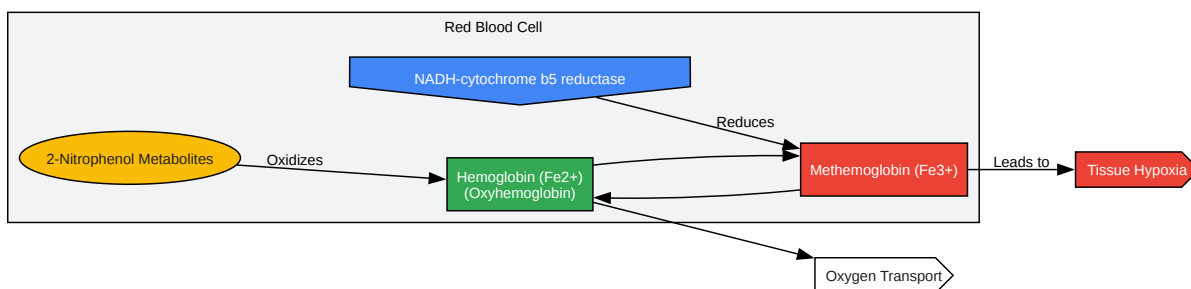 Red Blood Cell
NADH-cytochrome b5 reductase
Reduces
2-Nitrophenol Metabolites
Oxidizes
Hemoglobin (Fe2+)
(Oxyhemoglobin)
Methemoglobin (Fe3+)
Leads to
Tissue Hypoxia
Oxygen Transport